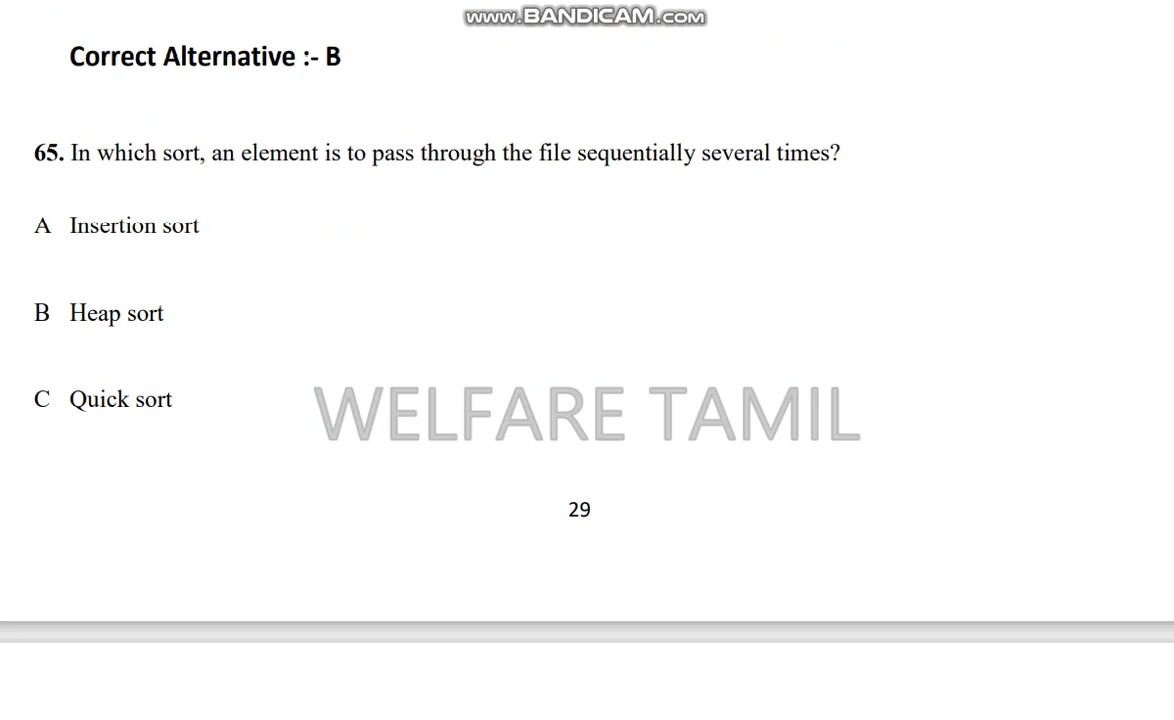 www.BANDICAM.com
Correct Alternative :- B
65. In which sort, an element is to pass through the file sequentially several times?
A Insertion sort
B Heap sort
C Quick sort
WELFARE TAMIL
29